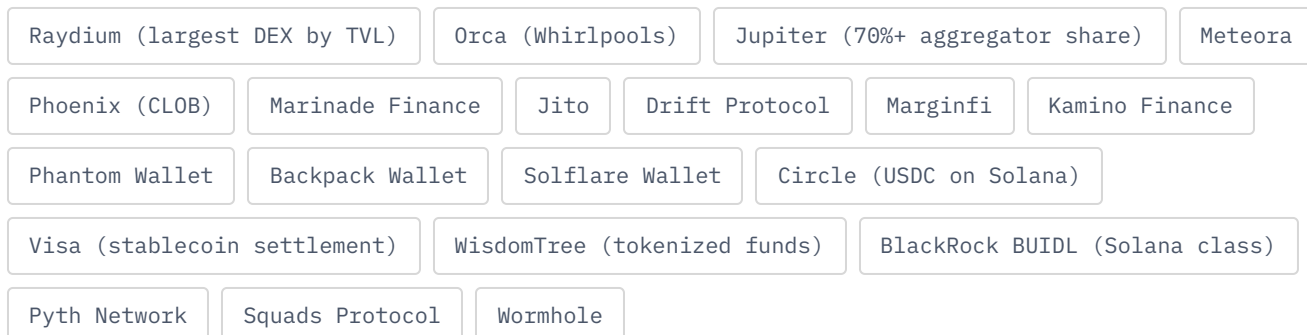 Raydium (largest DEX by TVL) Orca (Whirlpools) Jupiter (70%+ aggregator share) Meteora
Phoenix (CLOB) Marinade Finance Jito Drift Protocol Marginfi Kamino Finance
Phantom Wallet Backpack Wallet Solflare Wallet Circle (USDC on Solana)
Visa (stablecoin settlement) WisdomTree (tokenized funds) BlackRock BUIDL (Solana class)
Pyth Network Squads Protocol Wormhole